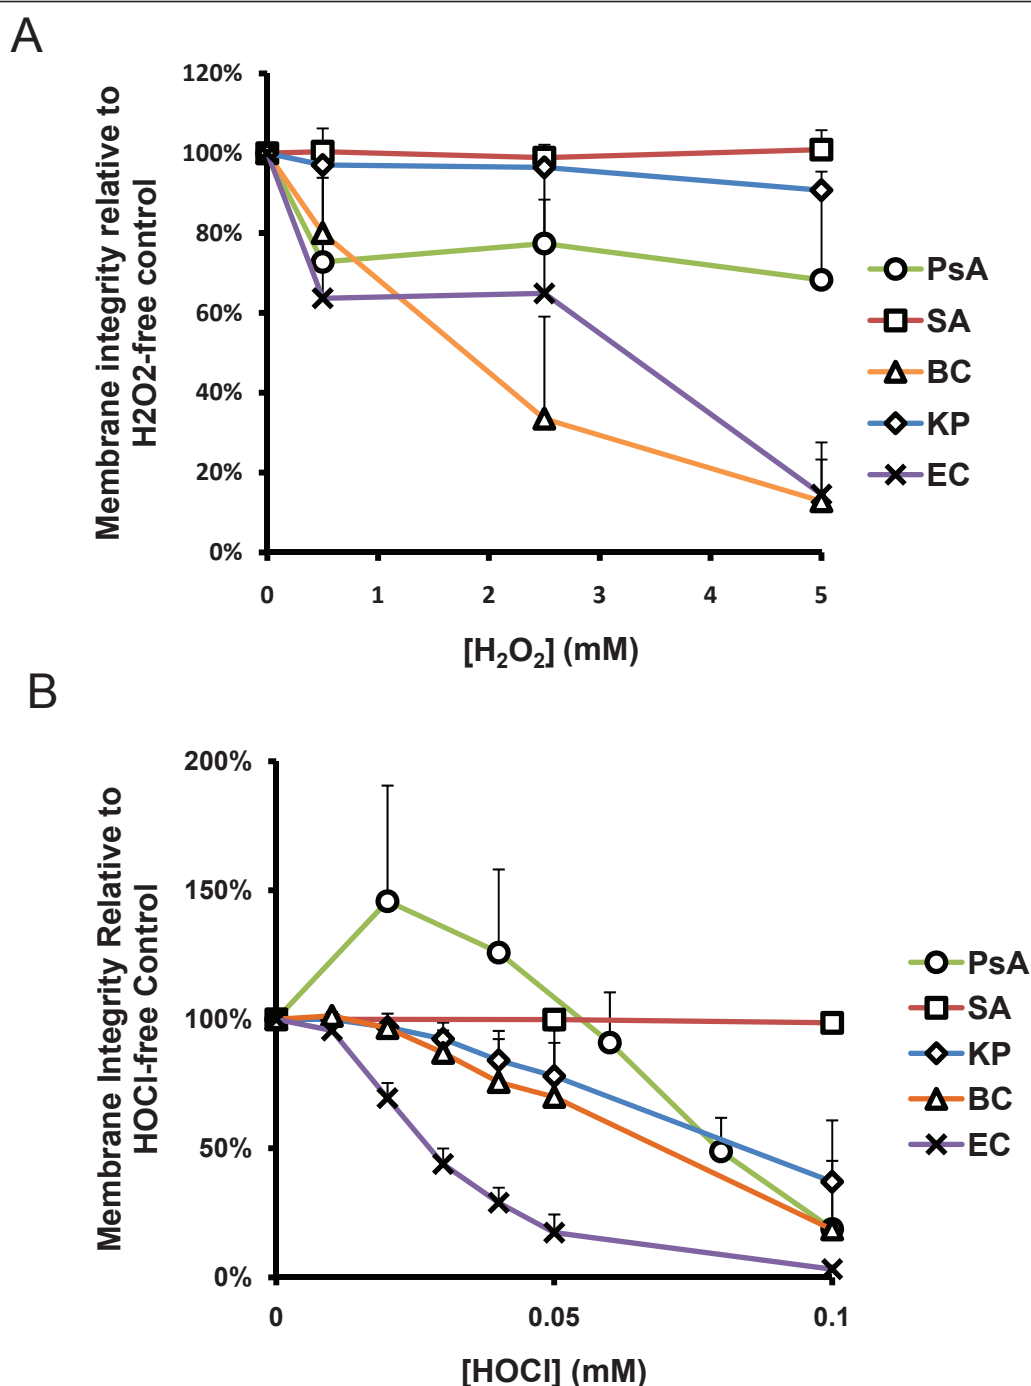 A
Membrane integrity relative to
H2O2-free control
120%
100%
80%
60%
40%
20%
0%
0 1 2 3 4 5
[H₂O₂] (mM)
PsA
SA
BC
KP
EC
B
Membrane Integrity Relative to
HOCl-free Control
200%
150%
100%
50%
0%
0 0.05 0.1
[HOCl] (mM)
PsA
SA
KP
BC
EC